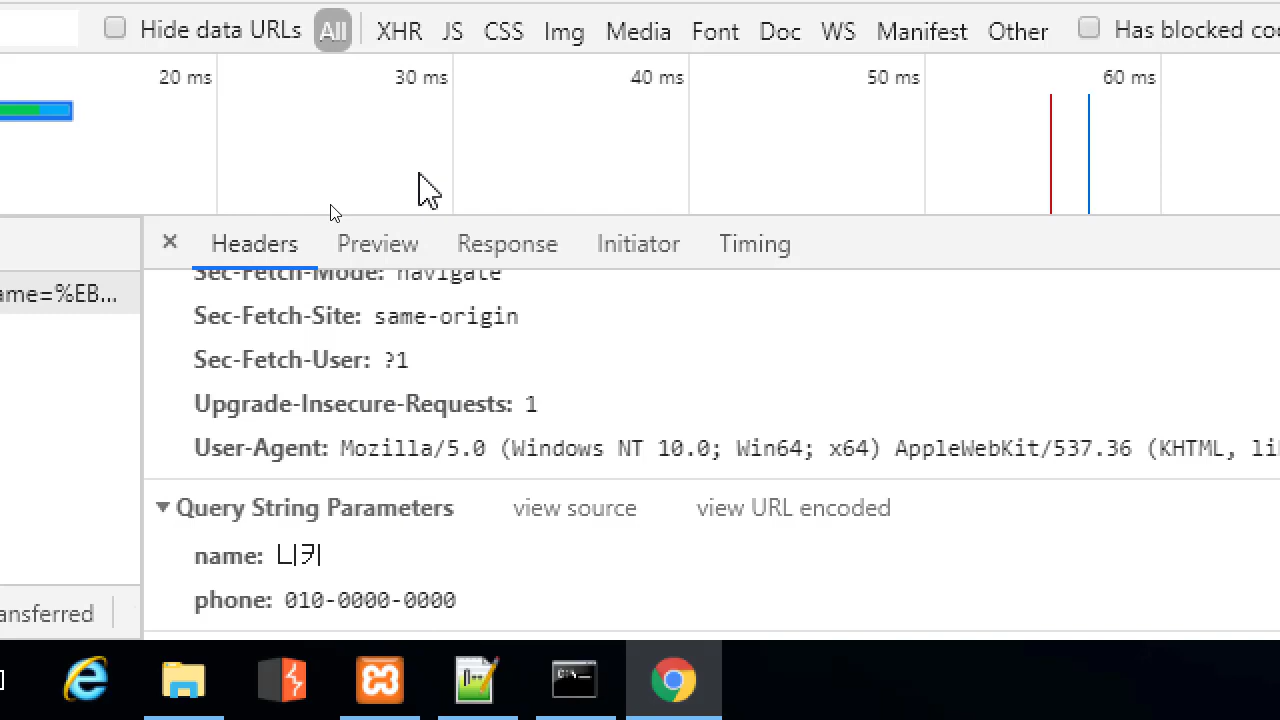 Hide data URLs All XHR JS CSS Img Media Font Doc WS Manifest Other Has blocked
20 ms 30 ms 40 ms 50 ms 60 ms
× Headers Preview Response Initiator Timing
Sec-Fetch-Mode: navigate
ame=%EB...
Sec-Fetch-Site: same-origin
Sec-Fetch-User: ?1
Upgrade-Insecure-Requests: 1
User-Agent: Mozilla/5.0 (Windows NT 10.0; Win64; x64) AppleWebKit/537.36 (KHTML, li
Query String Parameters view source view URL encoded
name: 니키
phone: 010-0000-0000
ansferred